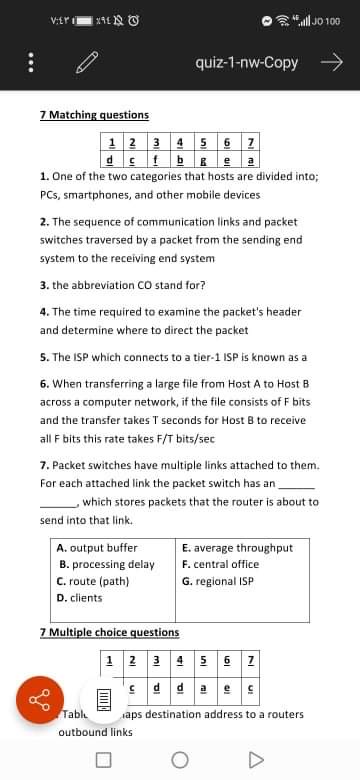 ٧:٤٣ ٪٩٤ 4G JO 100
quiz-1-nw-Copy
7 Matching questions
1 2 3 4 5 6 7
d c f b g e a
1. One of the two categories that hosts are divided into;
PCs, smartphones, and other mobile devices
2. The sequence of communication links and packet
switches traversed by a packet from the sending end
system to the receiving end system
3. the abbreviation CO stand for?
4. The time required to examine the packet's header
and determine where to direct the packet
5. The ISP which connects to a tier-1 ISP is known as a
6. When transferring a large file from Host A to Host B
across a computer network, if the file consists of F bits
and the transfer takes T seconds for Host B to receive
all F bits this rate takes F/T bits/sec
7. Packet switches have multiple links attached to them.
For each attached link the packet switch has an ______
______, which stores packets that the router is about to
send into that link.
A. output buffer
B. processing delay
C. route (path)
D. clients
E. average throughput
F. central office
G. regional ISP
7 Multiple choice questions
1 2 3 4 5 6 7
c d d a e c
destination address to a routers
outbound links